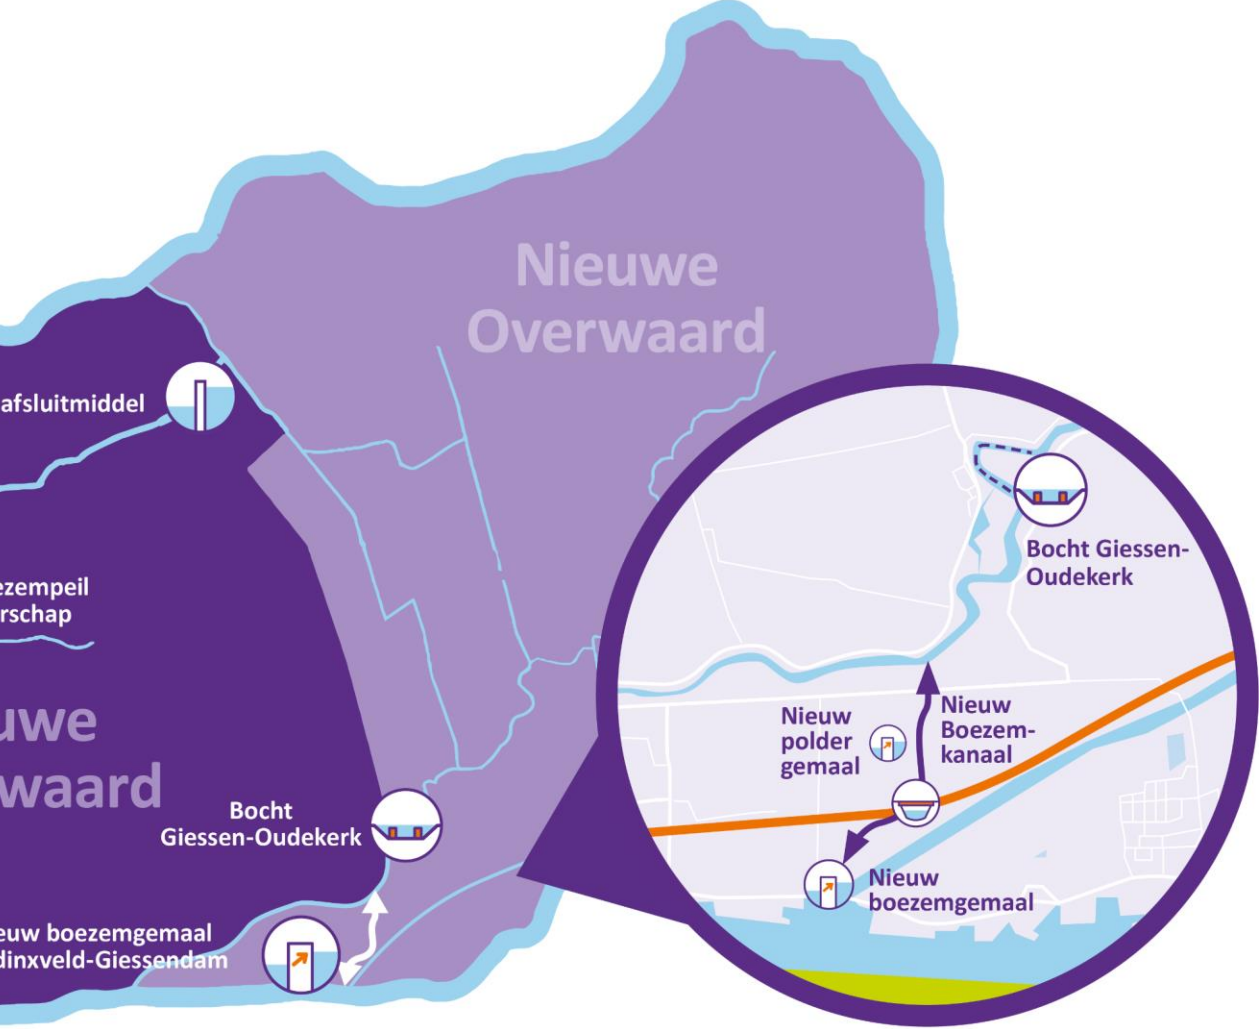 Nieuwe
Overwaard
afsluitmiddel
ezempeil
rschap
uwe
waard
Bocht
Giessen-Oudekerk
euw boezemgemaal
dinxveld-Giessendam
Bocht Giessen-
Oudekerk
Nieuw
polder
gemaal
Nieuw
Boezem-
kanaal
Nieuw
boezemgemaal